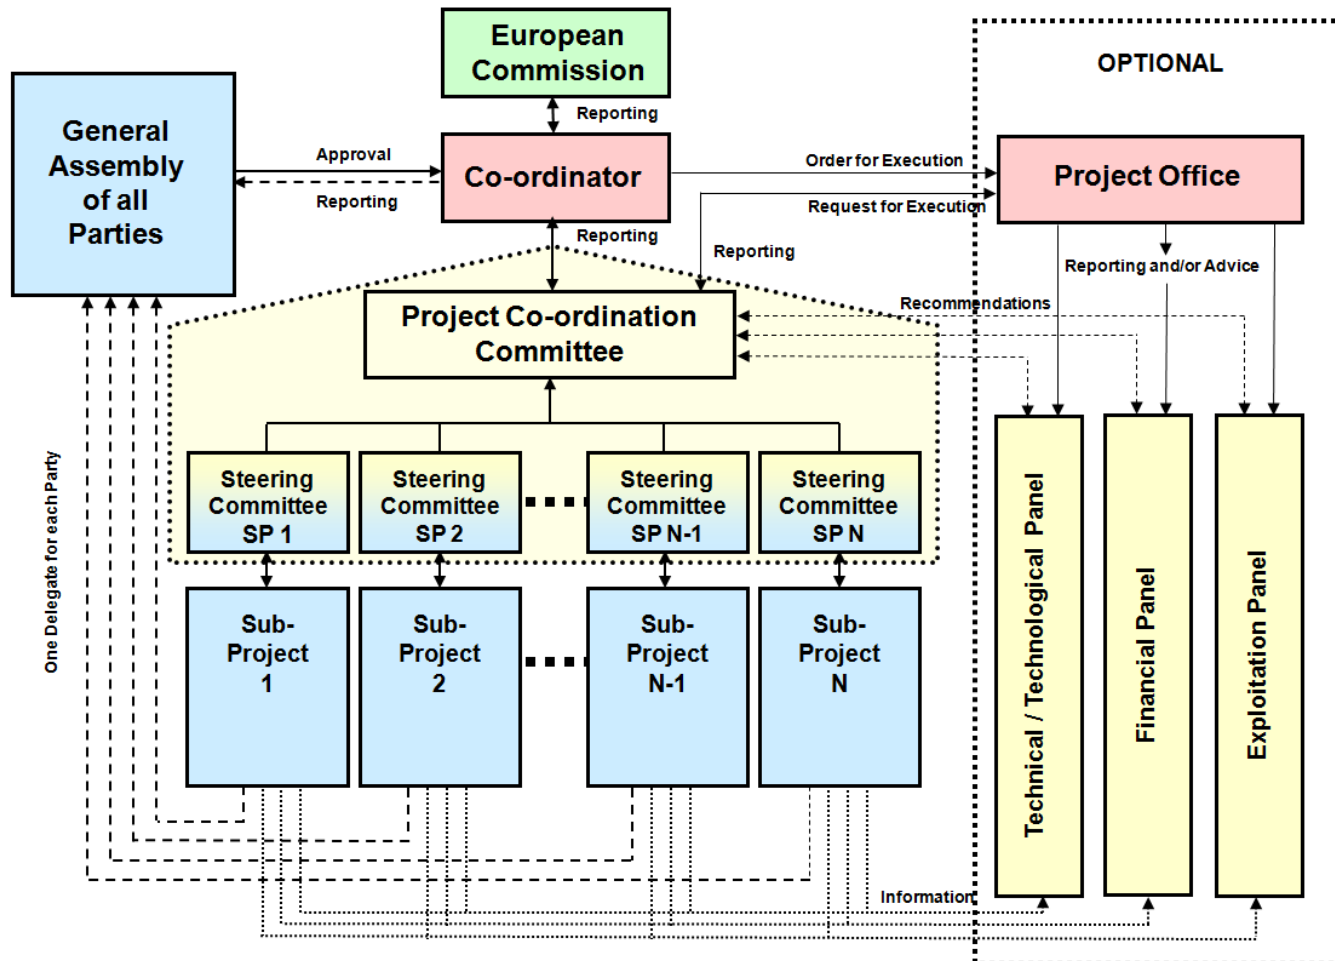 European
Commission
OPTIONAL
General
Assembly
of all
Parties
Reporting
Approval
Reporting
Co-ordinator
Order for Execution
Request for Execution
Project Office
Reporting
Reporting
Reporting and/or Advice
Recommendations
Project Co-ordination
Committee
One Delegate for each Party
Steering
Committee
SP 1
Steering
Committee
SP 2
Steering
Committee
SP N-1
Steering
Committee
SP N
Sub-
Project
1
Sub-
Project
2
Sub-
Project
N-1
Sub-
Project
N
Technical / Technological Panel
Financial Panel
Exploitation Panel
Information